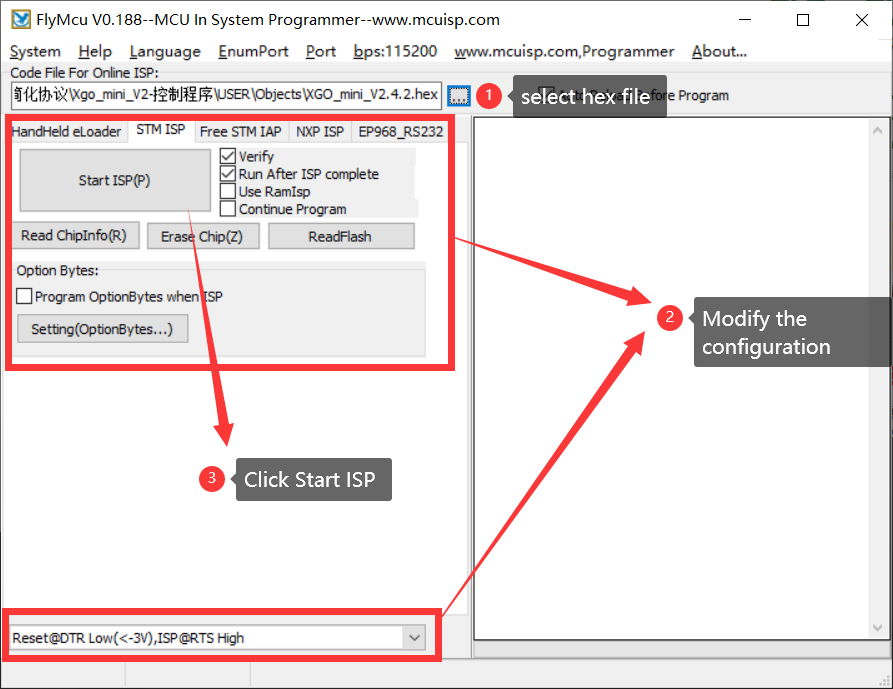 FlyMcu V0.188--MCU In System Programmer--www.mcuisp.com
System Help Language EnumPort Port bps:115200 www.mcuisp.com,Programmer About...
Code File For Online ISP:
化协议\Xgo_mini_V2-控制程序\USER\Objects\XGO_mini_V2.4.2.hex
1
select hex file
efore Program
HandHeld eLoader STM ISP Free STM IAP NXP ISP EP968_RS232
Start ISP(P)
Verify
Run After ISP complete
Use RamIsp
Continue Program
Read ChipInfo(R) Erase Chip(Z) ReadFlash
Option Bytes:
Program OptionBytes when ISP
Setting(OptionBytes...)
2
Modify the
configuration
3
Click Start ISP
Reset@DTR Low(<-3V),ISP@RTS High